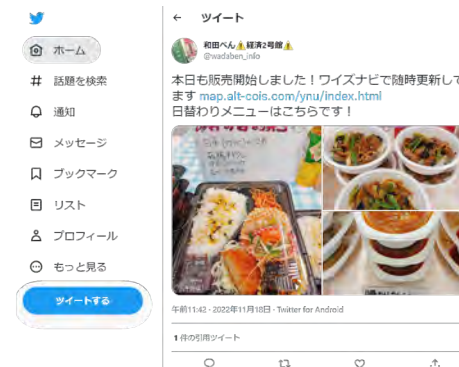 ← ツイート
ホーム
話題を検索
通知
メッセージ
ブックマーク
リスト
プロフィール
もっと見る
ツイートする
和田べん⚠経済2号館⚠
@wadaben_info
本日も販売開始しました！ワイズナビで随時更新して
ます map.alt-cois.com/ynu/index.html
日替わりメニューはこちらです！
午前11:42 · 2022年11月18日 · Twitter for Android
1 件の引用ツイート